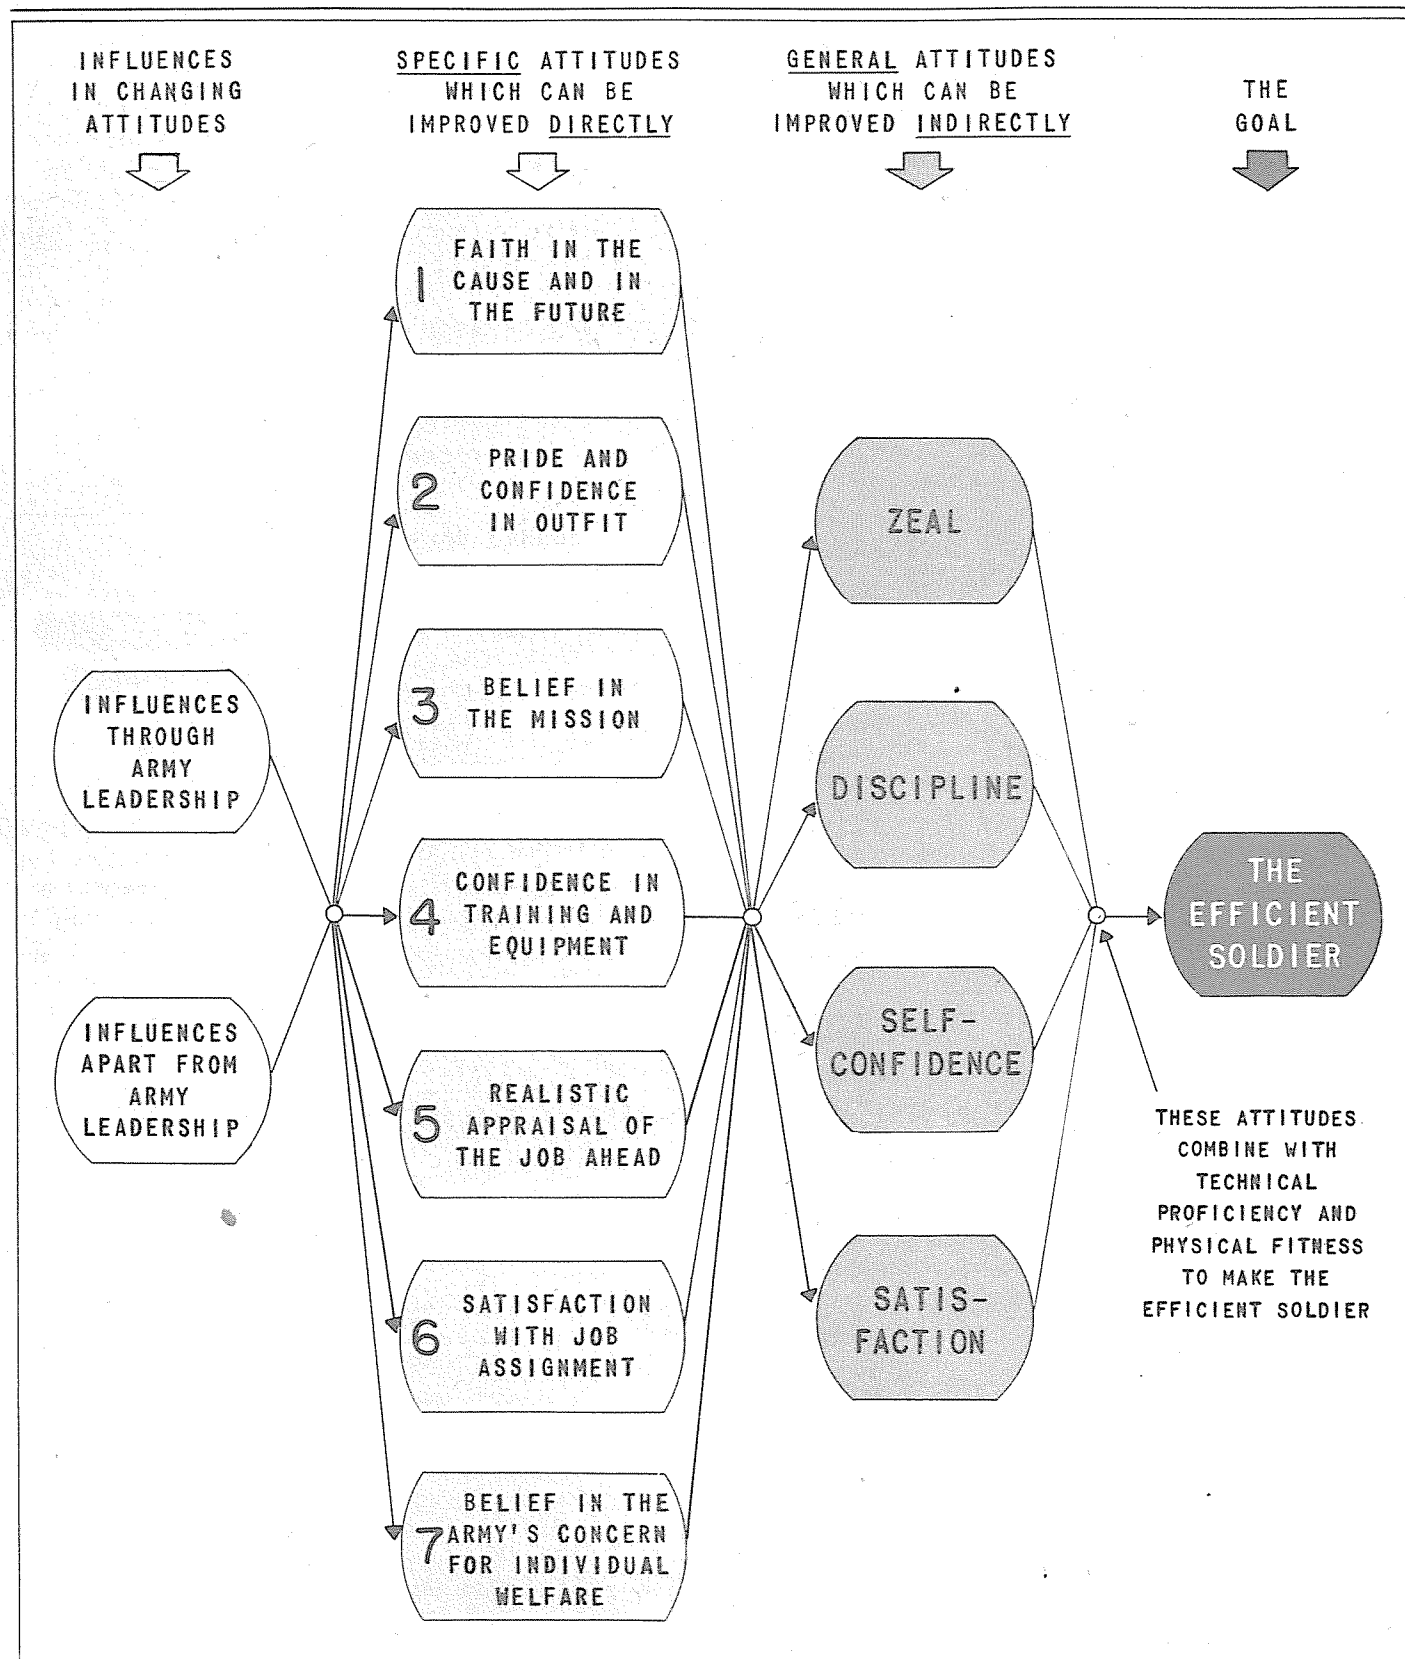 INFLUENCES
IN CHANGING
ATTITUDES
SPECIFIC ATTITUDES
WHICH CAN BE
IMPROVED DIRECTLY
GENERAL ATTITUDES
WHICH CAN BE
IMPROVED INDIRECTLY
THE
GOAL
INFLUENCES
THROUGH
ARMY
LEADERSHIP
INFLUENCES
APART FROM
ARMY
LEADERSHIP
1
FAITH IN THE
CAUSE AND IN
THE FUTURE
2
PRIDE AND
CONFIDENCE
IN OUTFIT
3
BELIEF IN
THE MISSION
4
CONFIDENCE IN
TRAINING AND
EQUIPMENT
5
REALISTIC
APPRAISAL OF
THE JOB AHEAD
6
SATISFACTION
WITH JOB
ASSIGNMENT
7
BELIEF IN THE
ARMY'S CONCERN
FOR INDIVIDUAL
WELFARE
ZEAL
DISCIPLINE
SELF-
CONFIDENCE
SATIS-
FACTION
THE
EFFICIENT
SOLDIER
THESE ATTITUDES
COMBINE WITH
TECHNICAL
PROFICIENCY AND
PHYSICAL FITNESS
TO MAKE THE
EFFICIENT SOLDIER